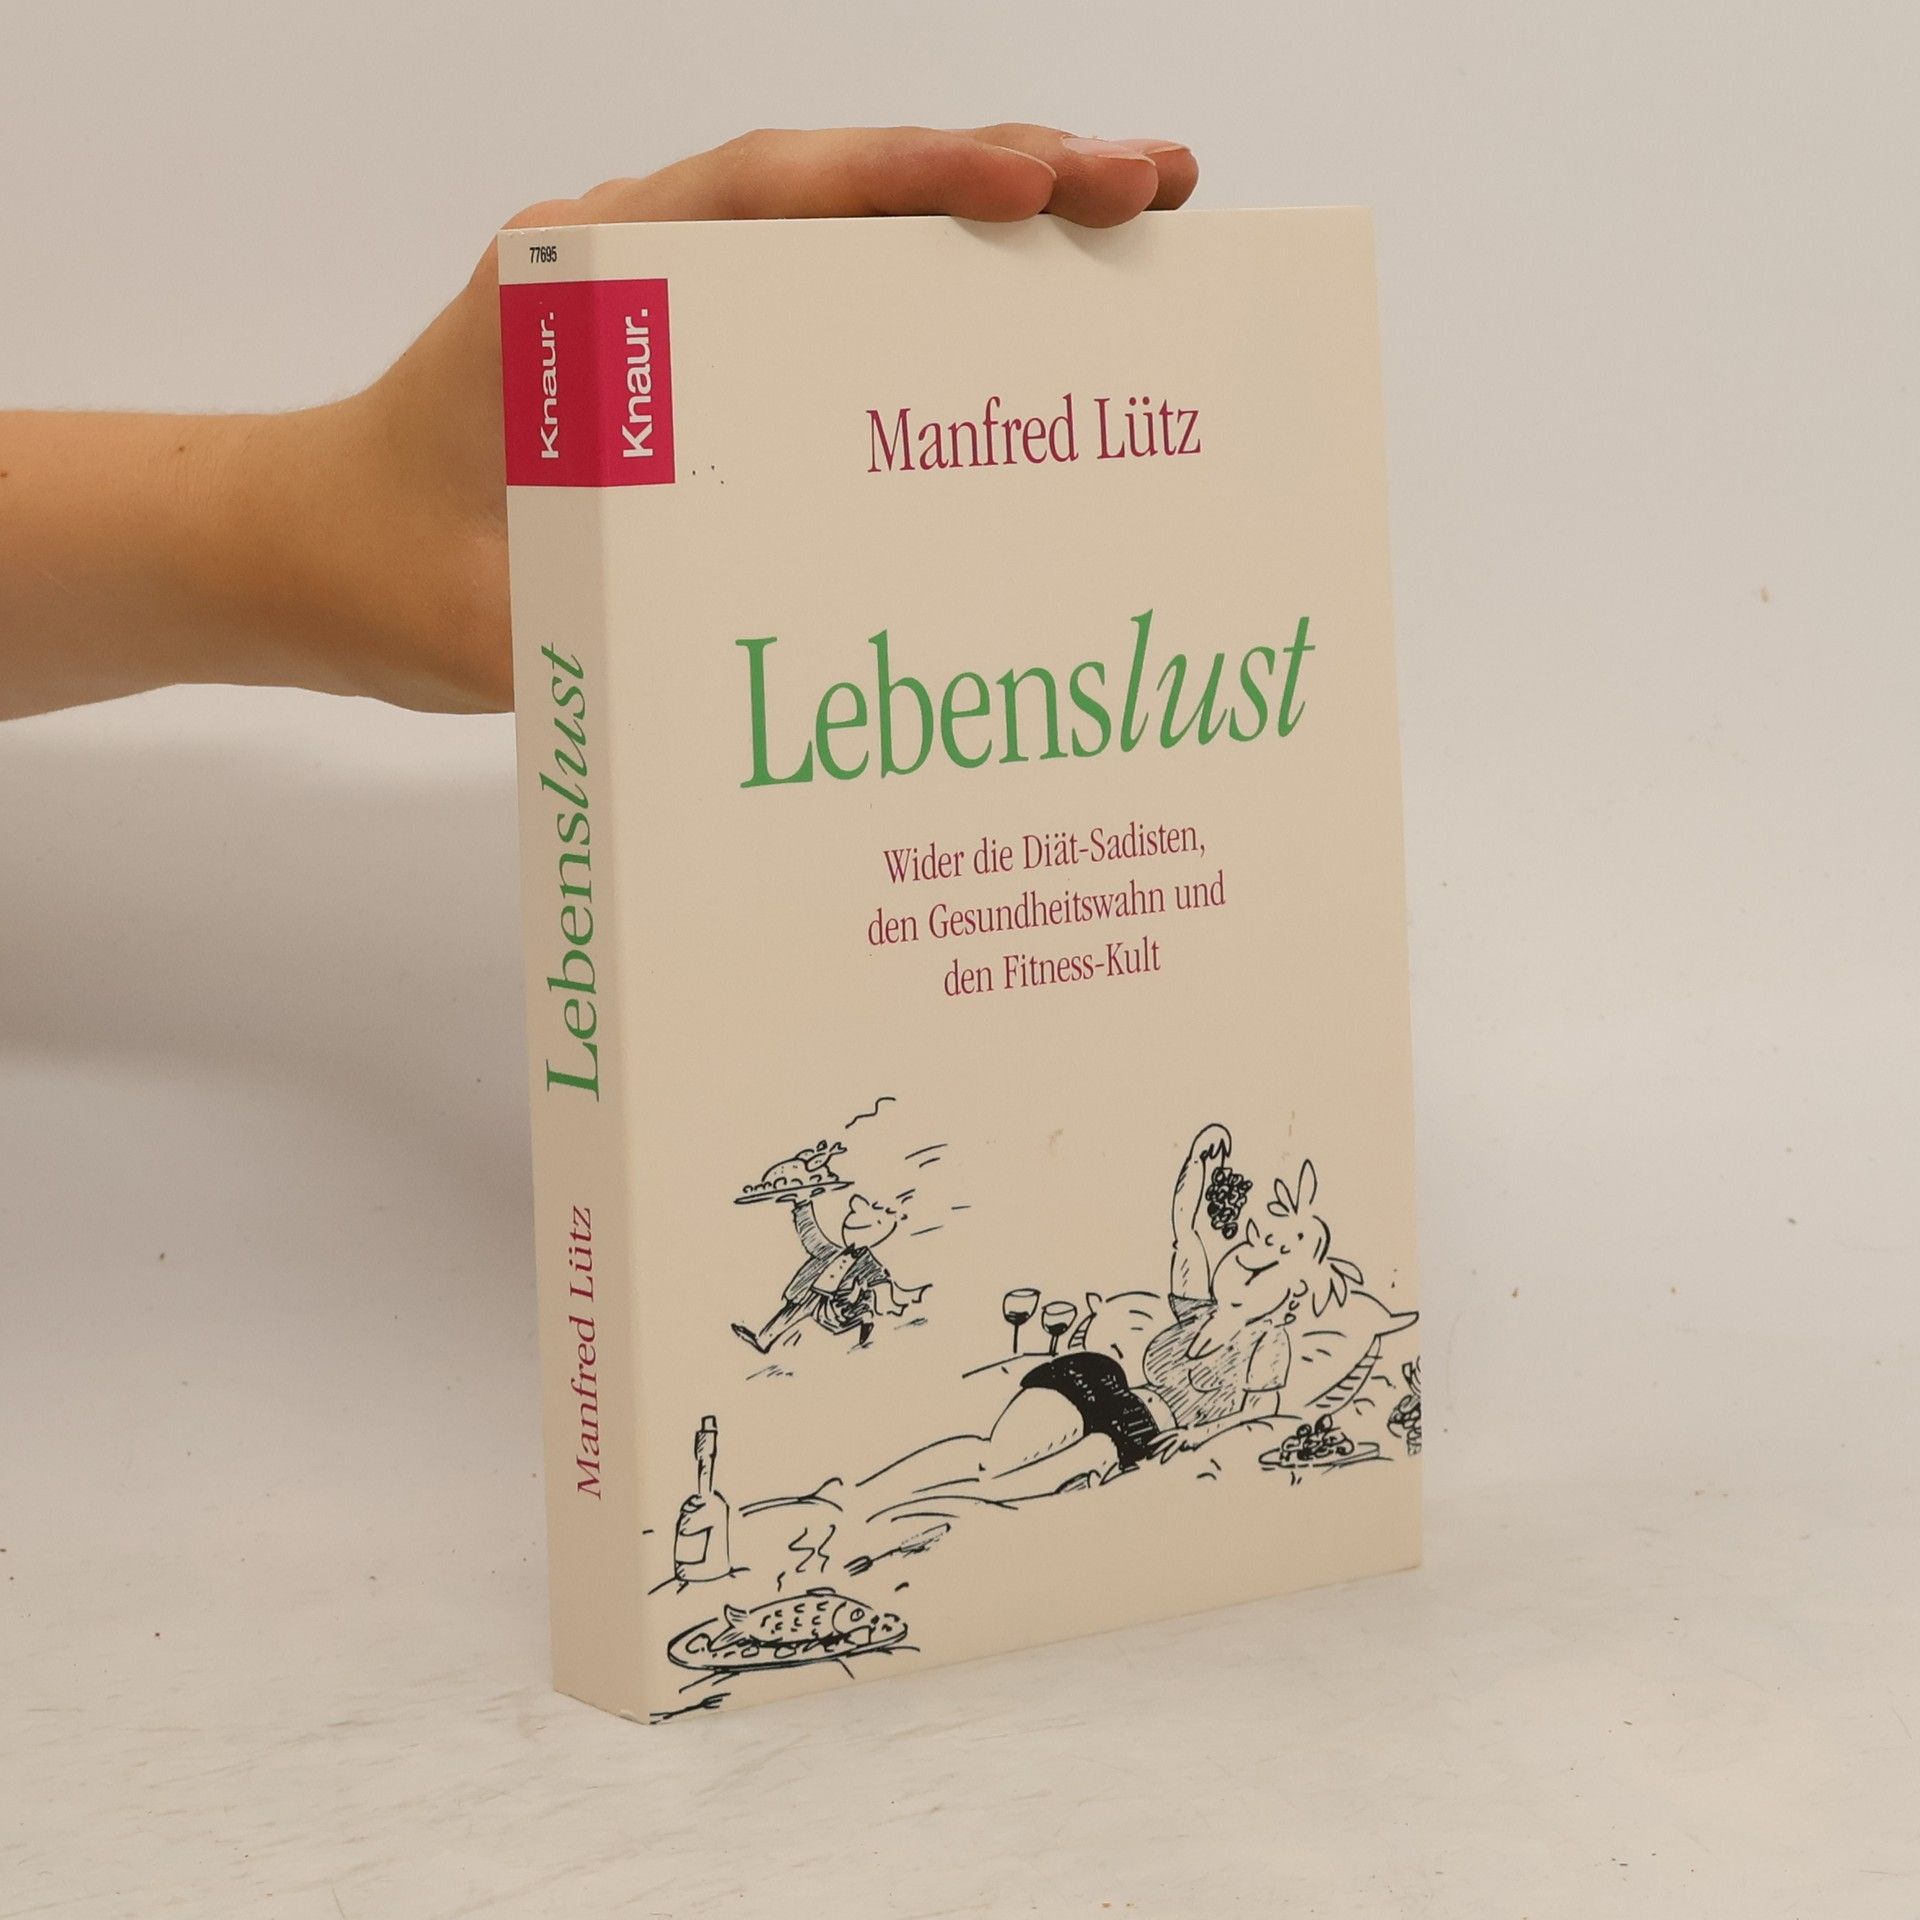 77695
Knaur.
Knaur.
Lebenslust
Manfred Lütz
Manfred Lütz
Lebenslust
Wider die Diät-Sadisten,
den Gesundheitswahn und
den Fitness-Kult